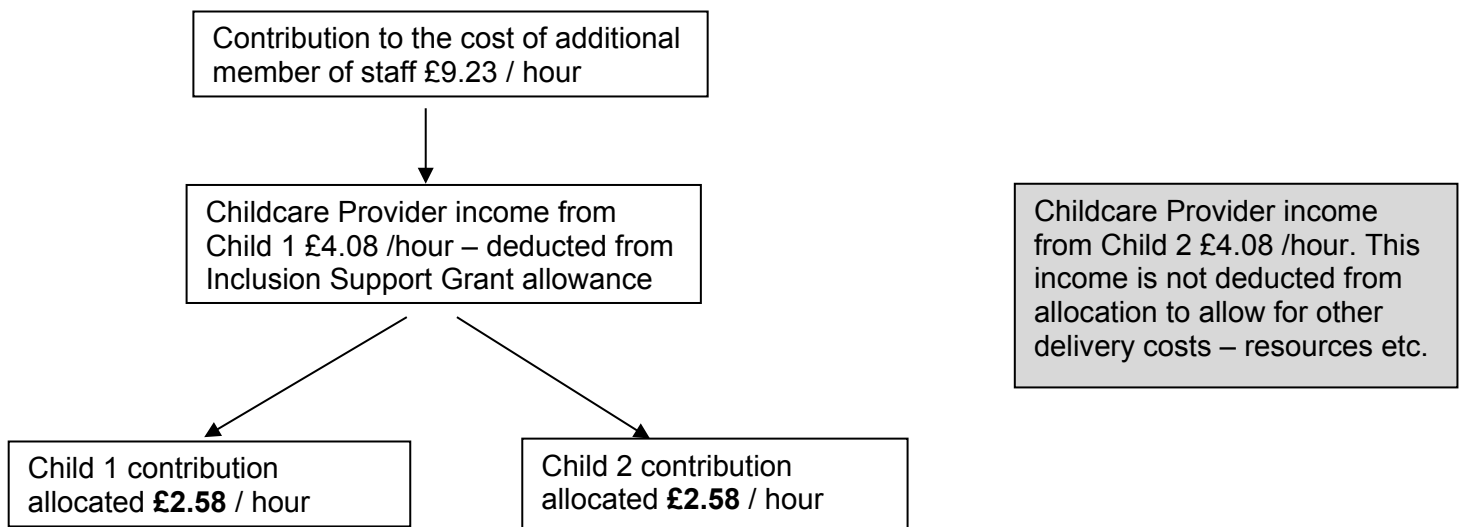 Contribution to the cost of additional
member of staff £9.23 / hour
Childcare Provider income from
Child 1 £4.08 /hour – deducted from
Inclusion Support Grant allowance
Childcare Provider income
from Child 2 £4.08 /hour. This
income is not deducted from
allocation to allow for other
delivery costs – resources etc.
Child 1 contribution
allocated £2.58 / hour
Child 2 contribution
allocated £2.58 / hour